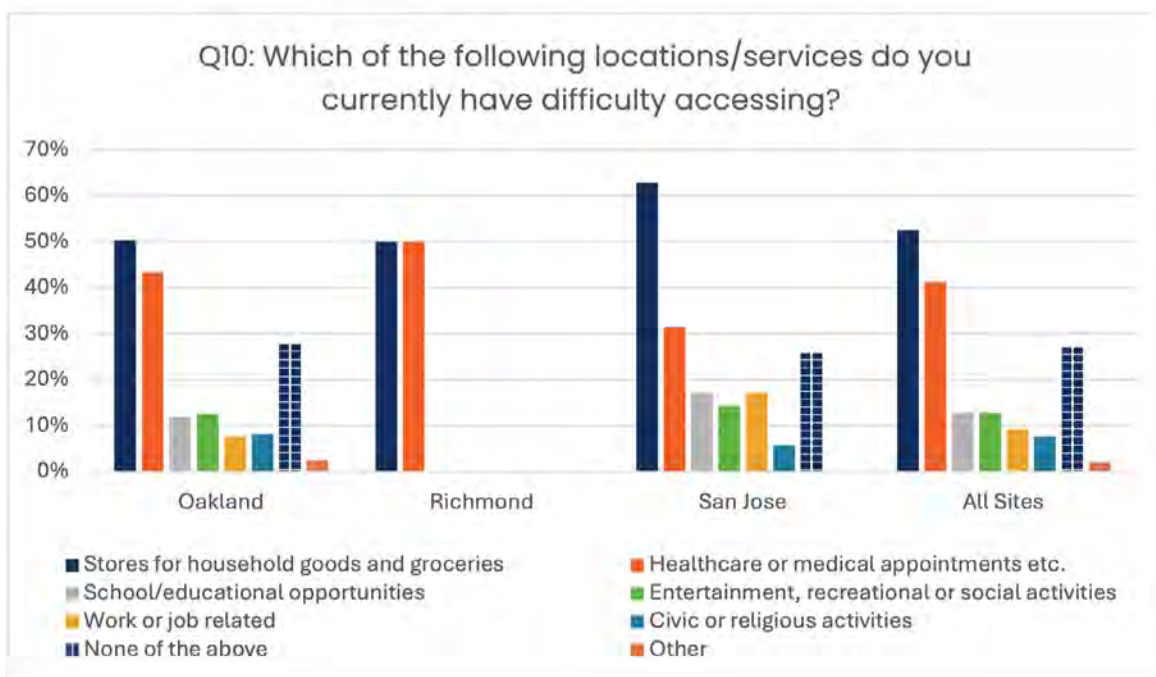 Q10: Which of the following locations/services do you
currently have difficulty accessing?
70%
60%
50%
40%
30%
20%
10%
0%
Oakland
Richmond
San Jose
All Sites
Stores for household goods and groceries
Healthcare or medical appointments etc.
School/educational opportunities
Entertainment, recreational or social activities
Work or job related
Civic or religious activities
None of the above
Other